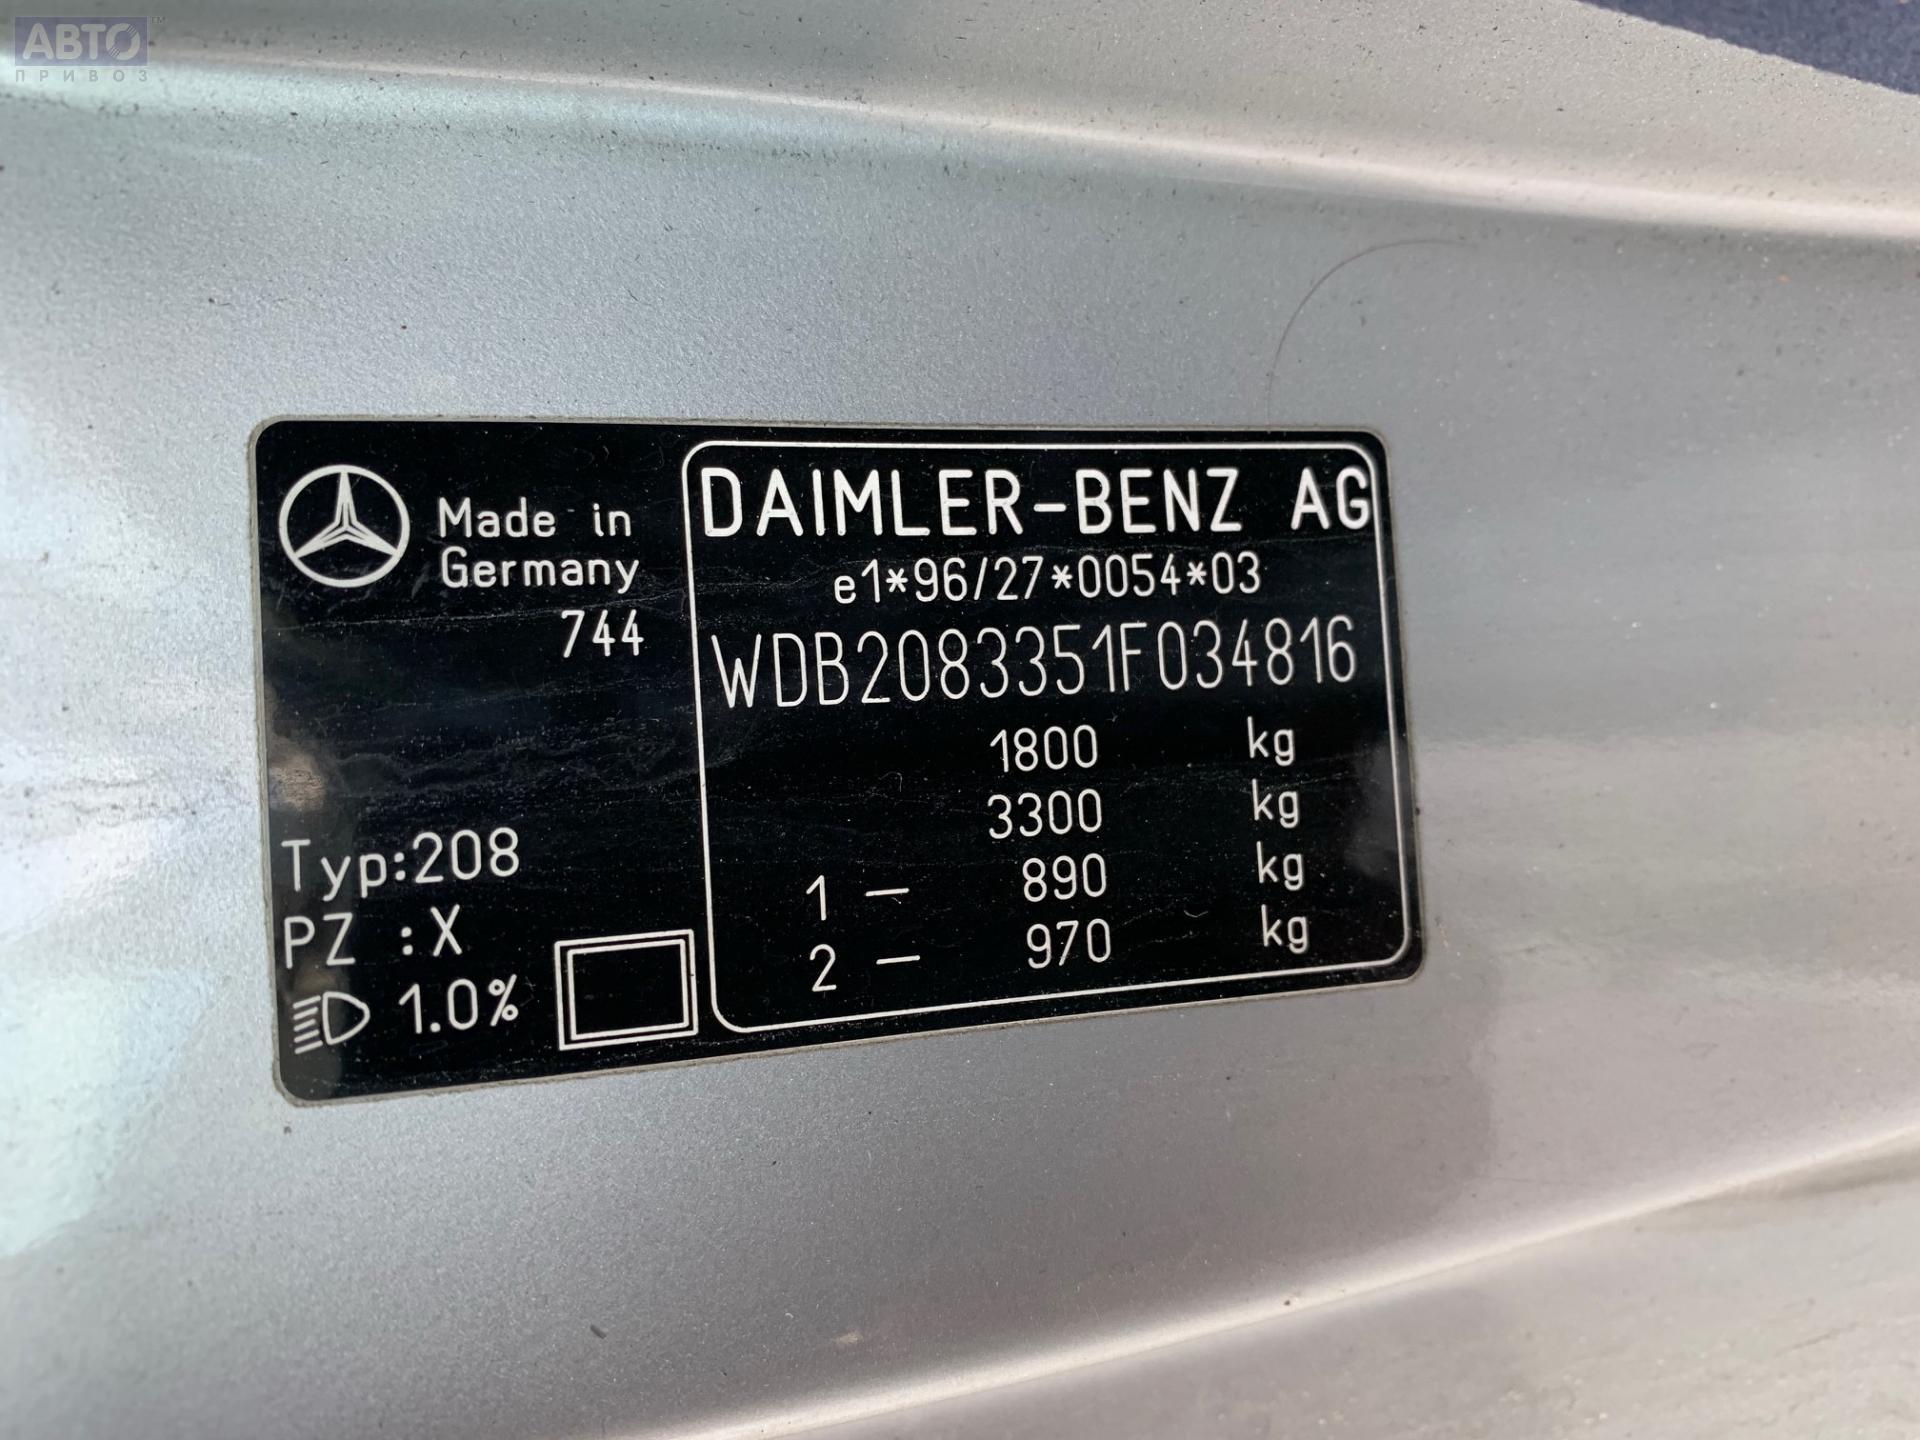 АВТО™
ПРИВОЗ
Made in
Germany
744
Typ:208
PZ :X
1.0%
DAIMLER-BENZ AG
e1*96/27*0054*03
WDB2083351F034816
1800 kg
3300 kg
1 – 890 kg
2 – 970 kg